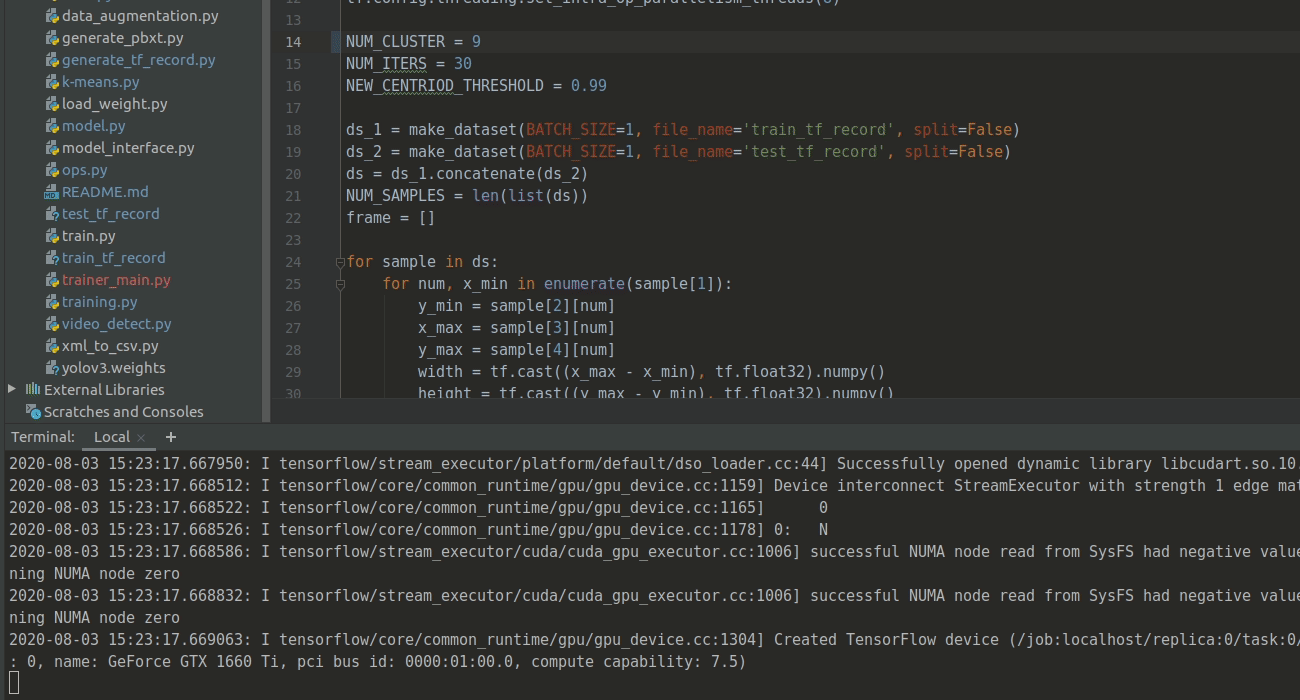 data_augmentation.py
generate_pbxt.py
generate_tf_record.py
k-means.py
load_weight.py
model.py
model_interface.py
ops.py
README.md
test_tf_record
train.py
train_tf_record
trainer_main.py
training.py
video_detect.py
xml_to_csv.py
yolov3.weights
External Libraries
Scratches and Consoles
13
14 NUM_CLUSTER = 9
15 NUM_ITERS = 30
16 NEW_CENTRIOD_THRESHOLD = 0.99
17
18 ds_1 = make_dataset(BATCH_SIZE=1, file_name='train_tf_record', split=False)
19 ds_2 = make_dataset(BATCH_SIZE=1, file_name='test_tf_record', split=False)
20 ds = ds_1.concatenate(ds_2)
21 NUM_SAMPLES = len(list(ds))
22 frame = []
23
24 for sample in ds:
25 for num, x_min in enumerate(sample[1]):
26 y_min = sample[2][num]
27 x_max = sample[3][num]
28 y_max = sample[4][num]
29 width = tf.cast((x_max - x_min), tf.float32).numpy()
30 height = tf.cast((y_max - y_min), tf.float32).numpy()
Terminal: Local × +
2020-08-03 15:23:17.667950: I tensorflow/stream_executor/platform/default/dso_loader.cc:44] Successfully opened dynamic library libcudart.so.10.
2020-08-03 15:23:17.668512: I tensorflow/core/common_runtime/gpu/gpu_device.cc:1159] Device interconnect StreamExecutor with strength 1 edge mat
2020-08-03 15:23:17.668522: I tensorflow/core/common_runtime/gpu/gpu_device.cc:1165] 0
2020-08-03 15:23:17.668526: I tensorflow/core/common_runtime/gpu/gpu_device.cc:1178] 0: N
2020-08-03 15:23:17.668586: I tensorflow/stream_executor/cuda/cuda_gpu_executor.cc:1006] successful NUMA node read from SysFS had negative value
ning NUMA node zero
2020-08-03 15:23:17.668832: I tensorflow/stream_executor/cuda/cuda_gpu_executor.cc:1006] successful NUMA node read from SysFS had negative value
ning NUMA node zero
2020-08-03 15:23:17.669063: I tensorflow/core/common_runtime/gpu/gpu_device.cc:1304] Created TensorFlow device (/job:localhost/replica:0/task:0/
: 0, name: GeForce GTX 1660 Ti, pci bus id: 0000:01:00.0, compute capability: 7.5)